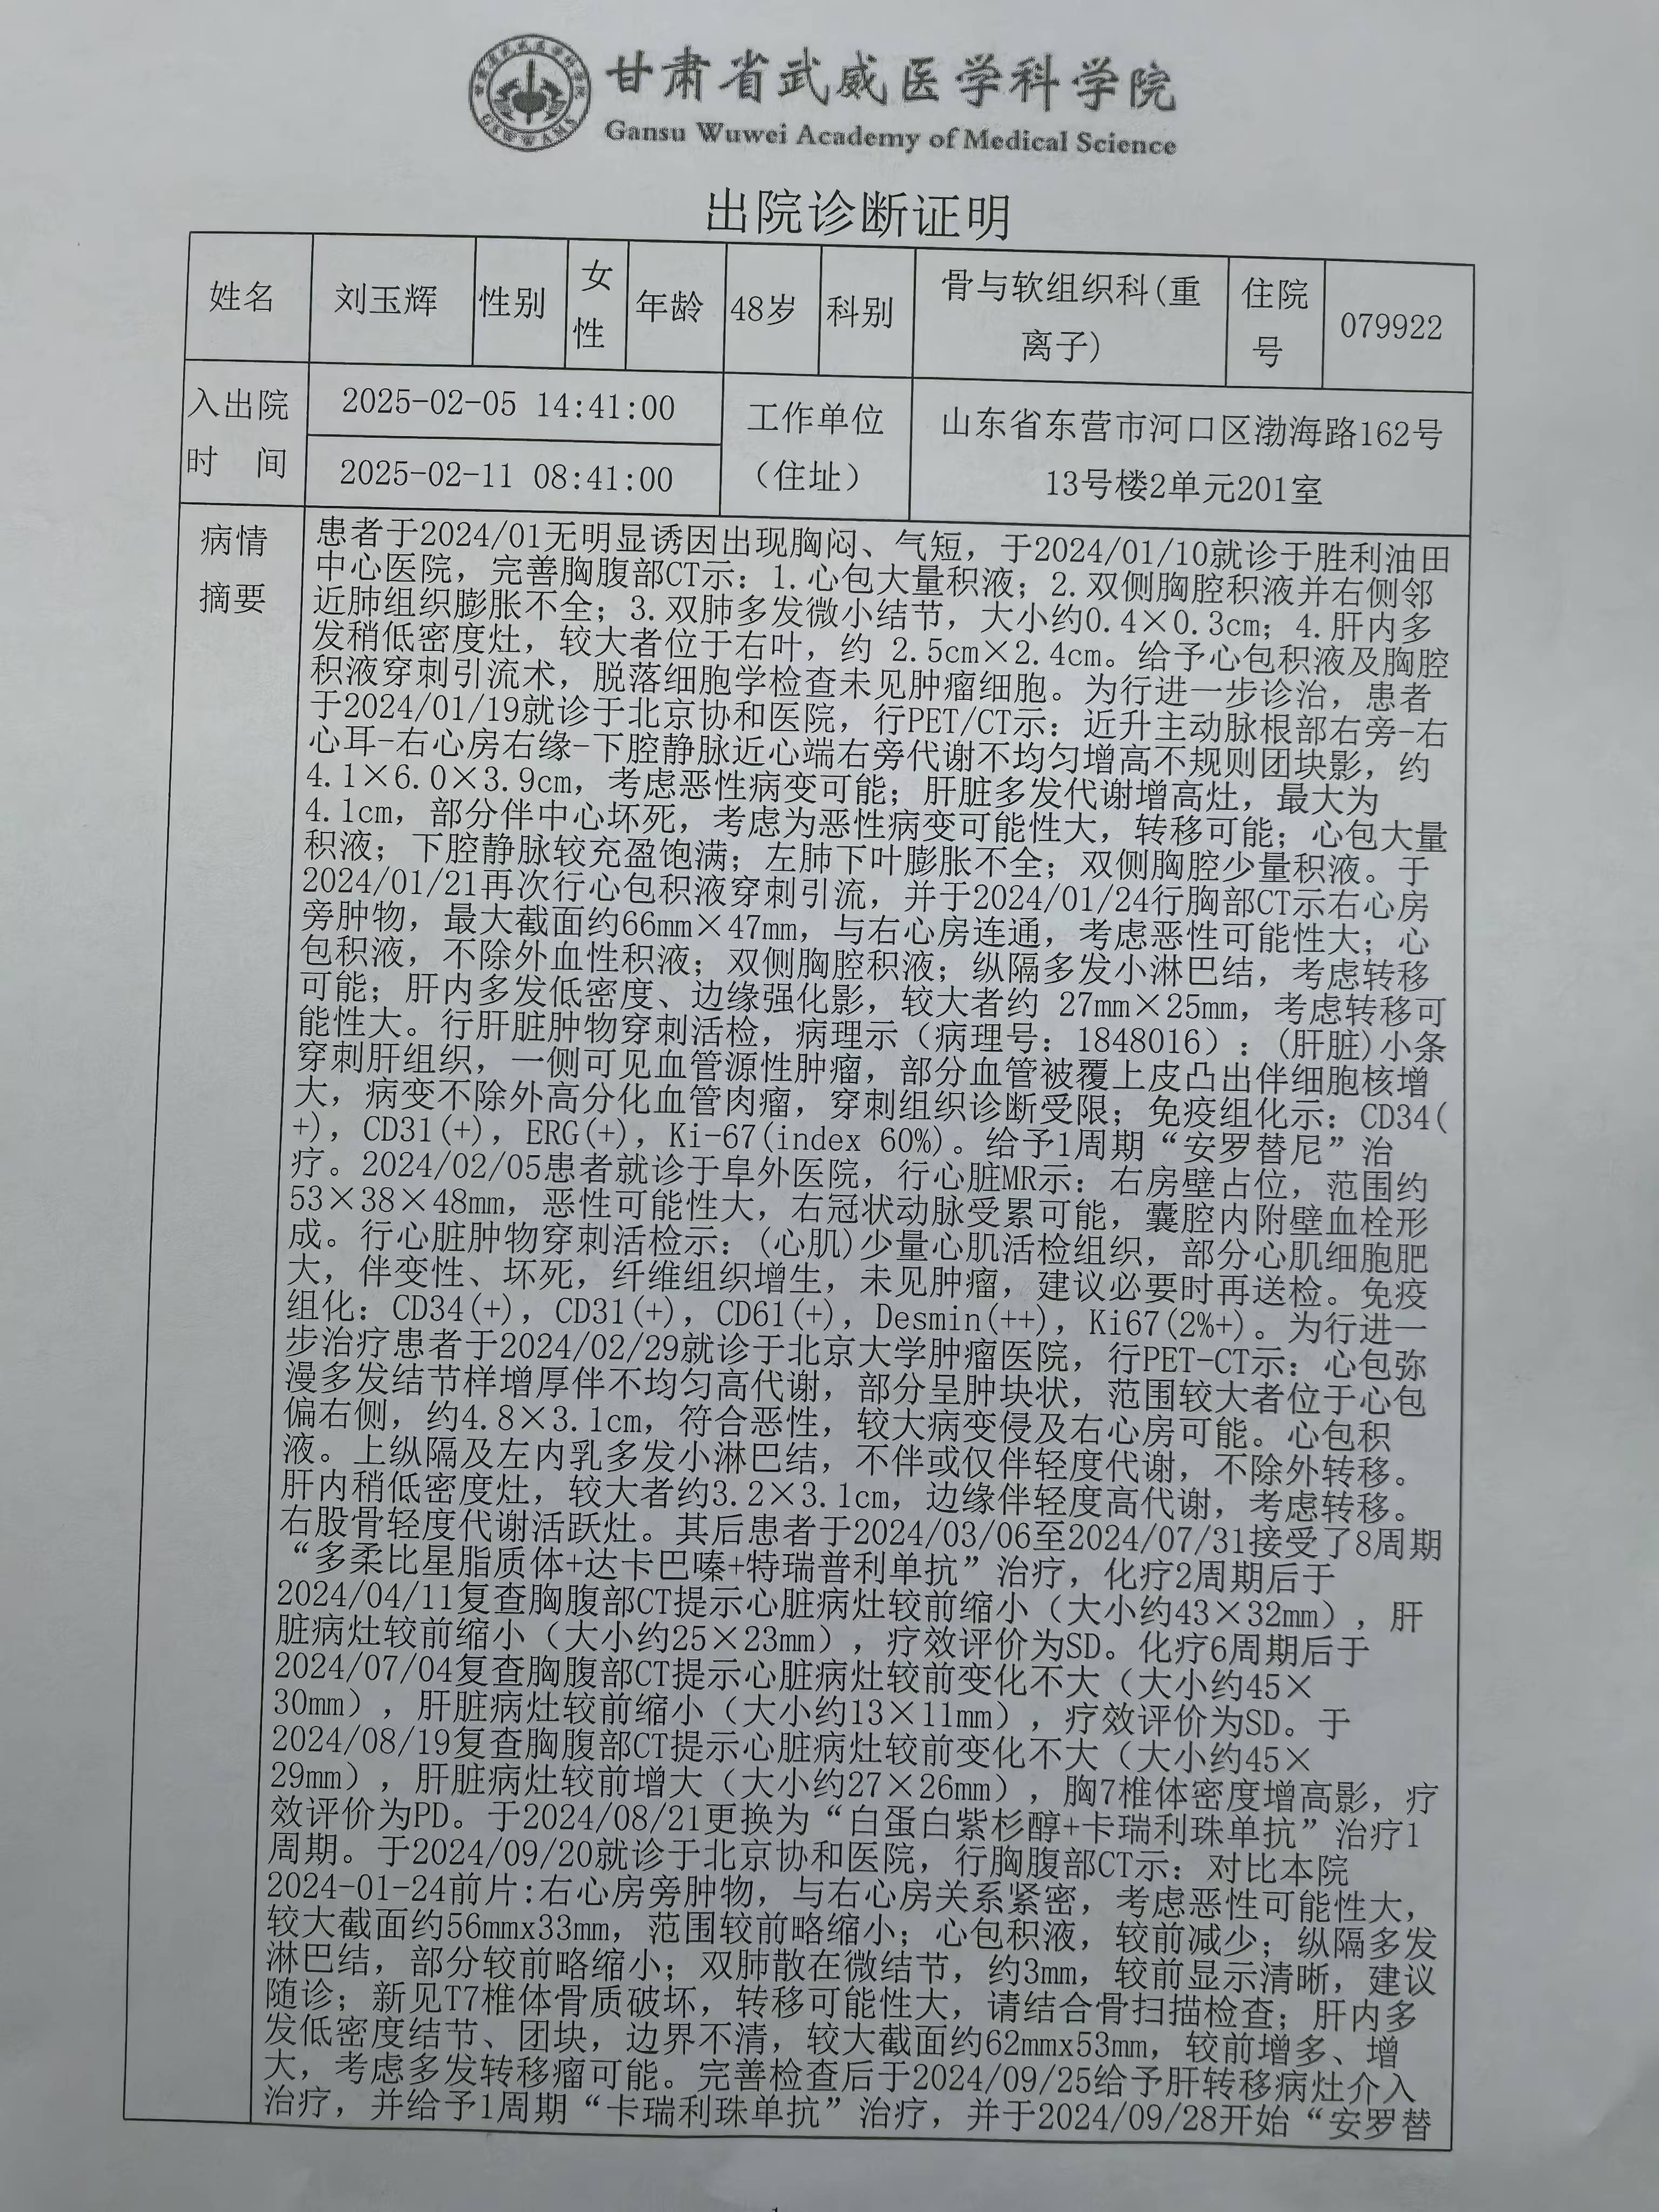 甘肃省武威医学科学院
Gansu Wuwei Academy of Medical Science
出院诊断证明
姓名 刘玉辉 性别 女性 年龄 48岁 科别 骨与软组织科(重离子) 住院号 079922
入出院时 间 2025-02-05 14:41:00
2025-02-11 08:41:00
工作单位（住址） 山东省东营市河口区渤海路162号
13号楼2单元201室
病情
摘要
患者于2024/01无明显诱因出现胸闷、气短，于2024/01/10就诊于胜利油田
中心医院，完善胸腹部CT示：1.心包大量积液；2.双侧胸腔积液并右侧邻
近肺组织膨胀不全；3.双肺多发微小结节，大小约0.4×0.3cm；4.肝内多
发稍低密度灶，较大者位于右叶，约 2.5cm×2.4cm。给予心包积液及胸腔
积液穿刺引流术，脱落细胞学检查未见肿瘤细胞。为行进一步诊治，患者
于2024/01/19就诊于北京协和医院，行PET/CT示：近升主动脉根部右旁-右
心耳-右心房右缘-下腔静脉近心端右旁代谢不均匀增高不规则团块影，约
4.1×6.0×3.9cm，考虑恶性病变可能；肝脏多发代谢增高灶，最大为
4.1cm，部分伴中心坏死，考虑为恶性病变可能性大，转移可能；心包大量
积液；下腔静脉较充盈饱满；左肺下叶膨胀不全；双侧胸腔少量积液。于
2024/01/21再次行心包积液穿刺引流，并于2024/01/24行胸部CT示右心房
旁肿物，最大截面约66mm×47mm，与右心房连通，考虑恶性可能性大；心
包积液，不除外血性积液；双侧胸腔积液；纵隔多发小淋巴结，考虑转移
可能；肝内多发低密度、边缘强化影，较大者约 27mm×25mm，考虑转移可
能性大。行肝脏肿物穿刺活检，病理示（病理号：1848016）：(肝脏)小条
穿刺肝组织，一侧可见血管源性肿瘤，部分血管被覆上皮凸出伴细胞核增
大，病变不除外高分化血管肉瘤，穿刺组织诊断受限；免疫组化示：CD34(
+)，CD31(+)，ERG(+)，Ki-67(index 60%)。给予1周期“安罗替尼”治
疗。2024/02/05患者就诊于阜外医院，行心脏MR示：右房壁占位，范围约
53×38×48mm，恶性可能性大，右冠状动脉受累可能，囊腔内附壁血栓形
成。行心脏肿物穿刺活检示：(心肌)少量心肌活检组织，部分心肌细胞肥
大，伴变性、坏死，纤维组织增生，未见肿瘤，建议必要时再送检。免疫
组化：CD34(+)，CD31(+)，CD61(+)，Desmin(++)，Ki67(2%+)。为行进一
步治疗患者于2024/02/29就诊于北京大学肿瘤医院，行PET-CT示：心包弥
漫多发结节样增厚伴不均匀高代谢，部分呈肿块状，范围较大者位于心包
偏右侧，约4.8×3.1cm，符合恶性，较大病变侵及右心房可能。心包积
液。上纵隔及左内乳多发小淋巴结，不伴或仅伴轻度代谢，不除外转移。
肝内稍低密度灶，较大者约3.2×3.1cm，边缘伴轻度高代谢，考虑转移。
右股骨轻度代谢活跃灶。其后患者于2024/03/06至2024/07/31接受了8周期
“多柔比星脂质体+达卡巴嗪+特瑞普利单抗”治疗，化疗2周期后于
2024/04/11复查胸腹部CT提示心脏病灶较前缩小（大小约43×32mm），肝
脏病灶较前缩小（大小约25×23mm），疗效评价为SD。化疗6周期后于
2024/07/04复查胸腹部CT提示心脏病灶较前变化不大（大小约45×
30mm），肝脏病灶较前缩小（大小约13×11mm），疗效评价为SD。于
2024/08/19复查胸腹部CT提示心脏病灶较前变化不大（大小约45×
29mm），肝脏病灶较前增大（大小约27×26mm），胸7椎体密度增高影，疗
效评价为PD。于2024/08/21更换为“白蛋白紫杉醇+卡瑞利珠单抗”治疗1
周期。于2024/09/20就诊于北京协和医院，行胸腹部CT示：对比本院
2024-01-24前片:右心房旁肿物，与右心房关系紧密，考虑恶性可能性大，
较大截面约56mmx33mm，范围较前略缩小；心包积液，较前减少；纵隔多发
淋巴结，部分较前略缩小；双肺散在微结节，约3mm，较前显示清晰，建议
随诊；新见T7椎体骨质破坏，转移可能性大，请结合骨扫描检查；肝内多
发低密度结节、团块，边界不清，较大截面约62mmx53mm，较前增多、增
大，考虑多发转移瘤可能。完善检查后于2024/09/25给予肝转移病灶介入
治疗，并给予1周期“卡瑞利珠单抗”治疗，并于2024/09/28开始“安罗替